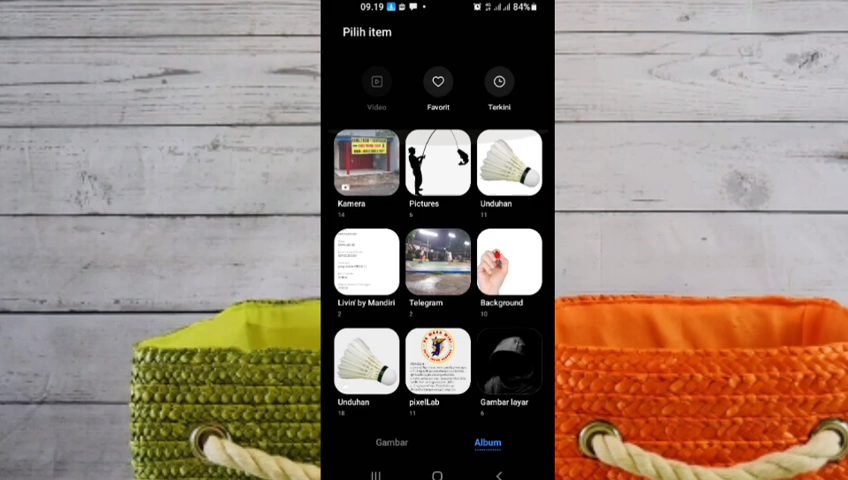 09.19
84%
Pilih item
Video
Favorit
Terkini
Kamera
14
Pictures
6
Unduhan
11
Livin' by Mandiri
2
Telegram
2
Background
10
Unduhan
18
pixelLab
11
Gambar layar
6
Gambar
Album